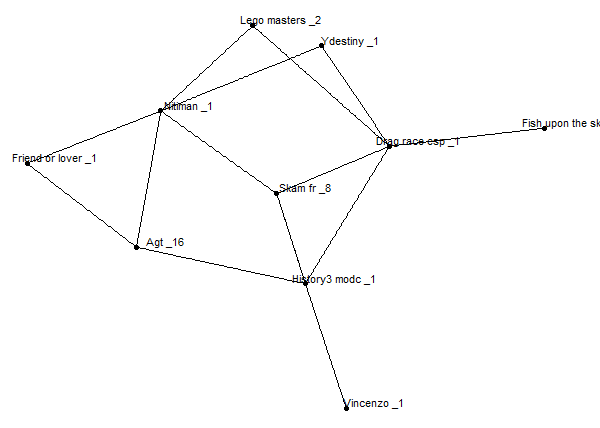 Lego masters _2
Ydestiny _1
Nitiman _1
Fish upon the sk
Drag race esp _1
Friend or lover _1
Skam fr _8
Agt _16
History3 modc _1
Vincenzo _1